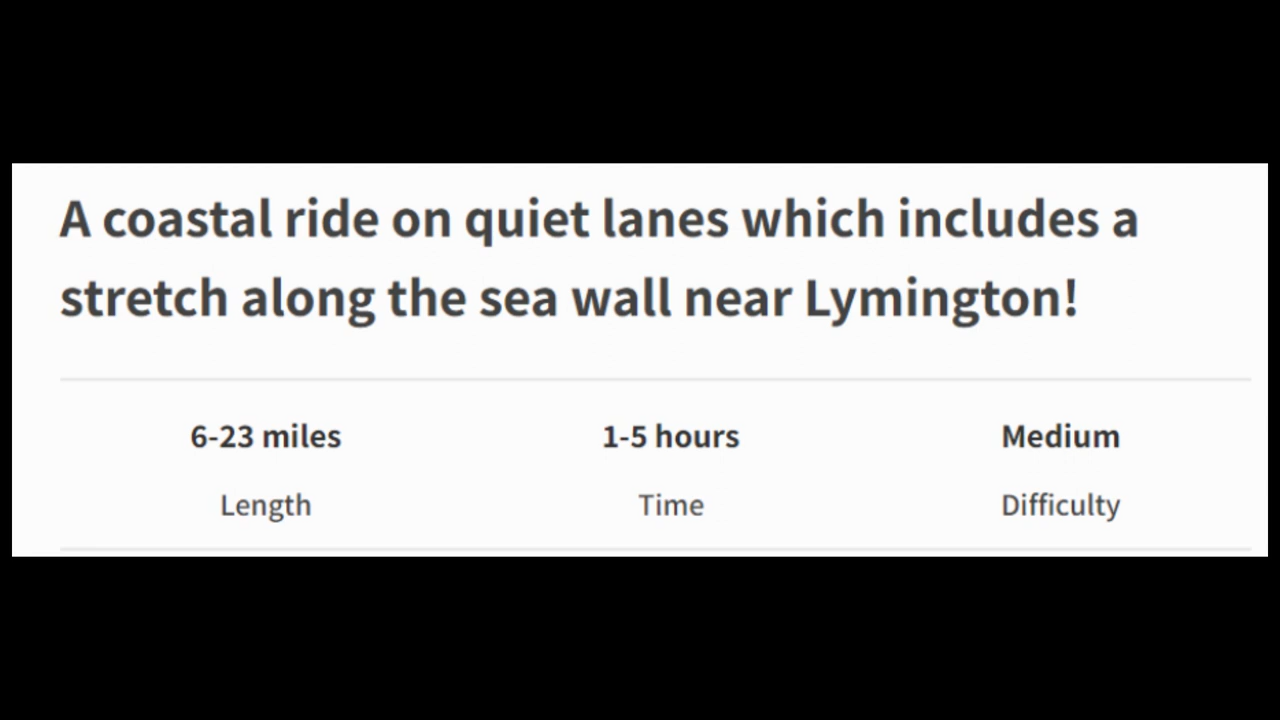 A coastal ride on quiet lanes which includes a
stretch along the sea wall near Lymington!
6-23 miles 1-5 hours Medium
Length Time Difficulty